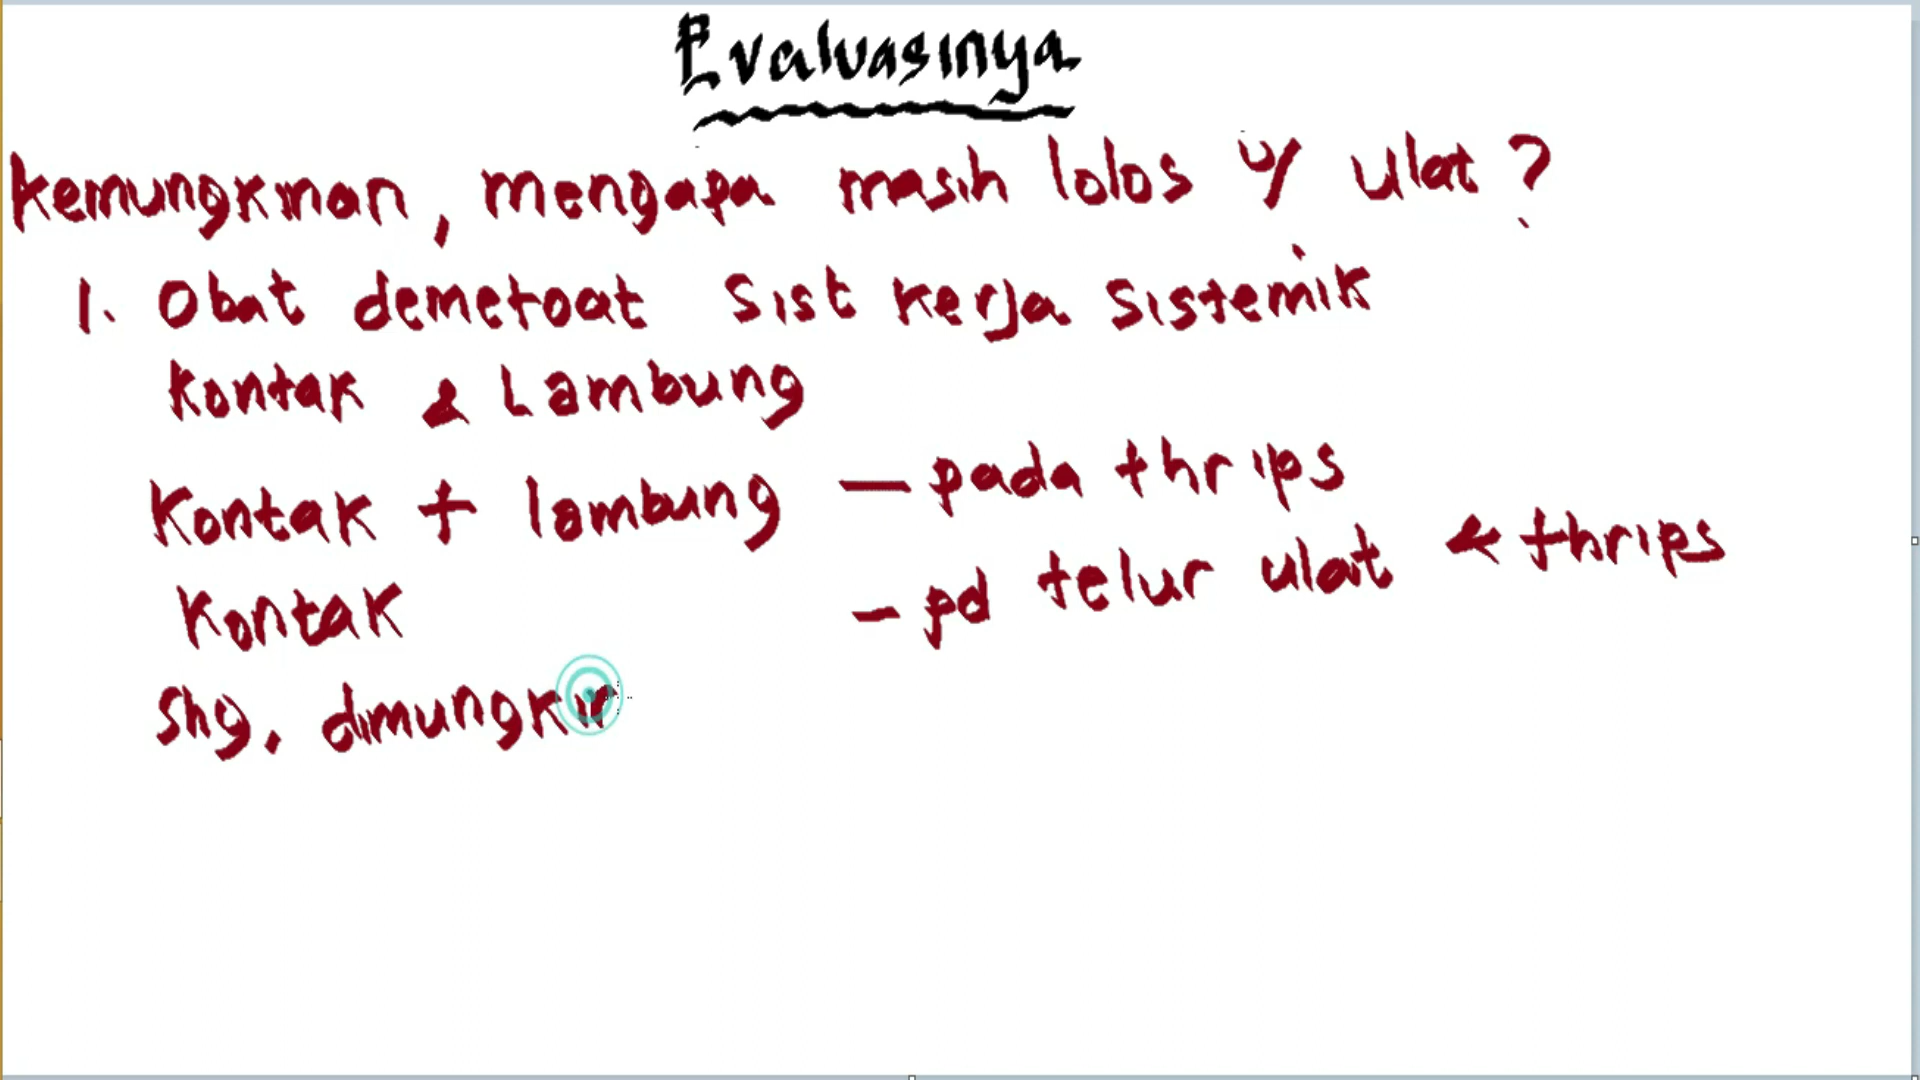 Evaluasinya
Kemungkinan, mengapa masih lolos u/ Ulat?
1. Obat demetoat Sist Kerja Sistemik
Kontak & Lambung
Kontak + lambung — pada thrips
Kontak — pd telur ulat & thrips
Shg, dimungkin